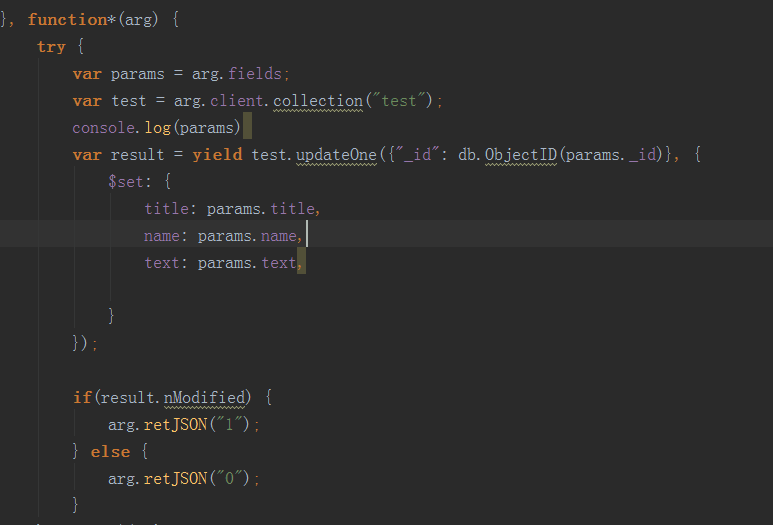 }, function*(arg) {
    try {
        var params = arg.fields;
        var test = arg.client.collection("test");
        console.log(params)
        var result = yield test.updateOne({"_id": db.ObjectID(params._id)}, {
            $set: {
                title: params.title,
                name: params.name,
                text: params.text,

            }
        });

        if(result.nModified) {
            arg.retJSON("1");
        } else {
            arg.retJSON("0");
        }